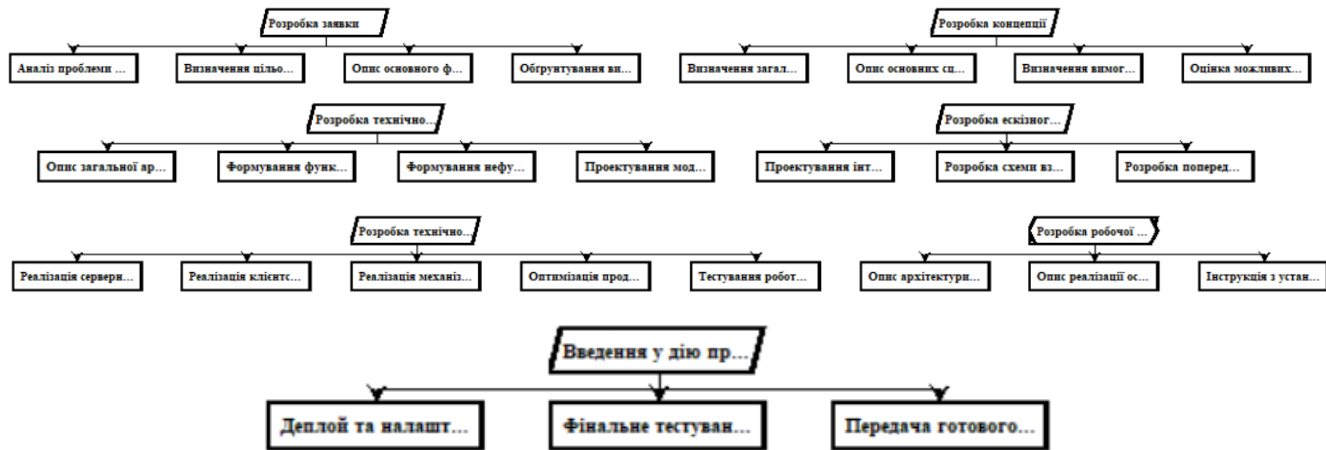 Розробка заявки
Аналіз проблеми ...
Визначення цільо...
Опис основного ф...
Обґрунтування ви...
Розробка концепції
Визначення загал...
Опис основних сц...
Визначення вимог...
Оцінка можливих...
Розробка технічно...
Опис загальної ар...
Формування функ...
Формування нефу...
Проектування мод...
Розробка ескізног...
Проектування інт...
Розробка схеми вз...
Розробка поперед...
Розробка технічно...
Реалізація серверн...
Реалізація клієнтс...
Реалізація механіз...
Оптимізація прод...
Тестування робот...
Розробка робочої ...
Опис архітектури...
Опис реалізації ос...
Інструкція з устан...
Введення у дію пр...
Деплой та налашт...
Фінальне тестуван...
Передача готового...